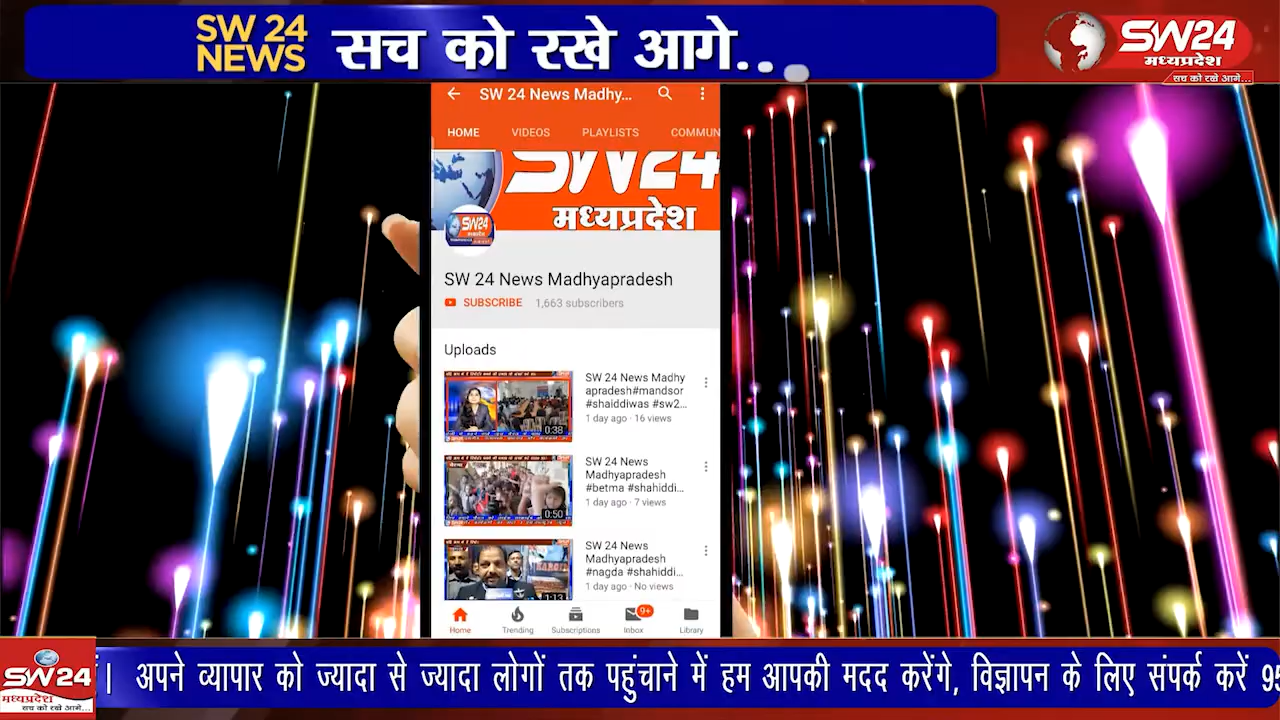 SW 24
NEWS
सच को रखे आगे..
SW24
मध्यप्रदेश
सच को रखे आगे...
SW 24 News Madhy...
HOME VIDEOS PLAYLISTS COMMUN
SW24
मध्यप्रदेश
SW24
SW 24 News Madhyapradesh
SUBSCRIBE 1,663 subscribers
Uploads
SW 24 News Madhy
apradesh#mandsor
#shaiddiwas #sw2...
1 day ago · 16 views
0:38
SW 24 News
Madhyapradesh
#betma #shahiddi...
1 day ago · 7 views
0:50
SW 24 News
Madhyapradesh
#nagda #shahiddi...
1 day ago · No views
1:13
9+
Home Trending Subscriptions Inbox Library
SW24
मध्यप्रदेश
सच को रखे आगे...
। अपने व्यापार को ज्यादा से ज्यादा लोगों तक पहुंचाने में हम आपकी मदद करेंगे, विज्ञापन के लिए संपर्क करें 95